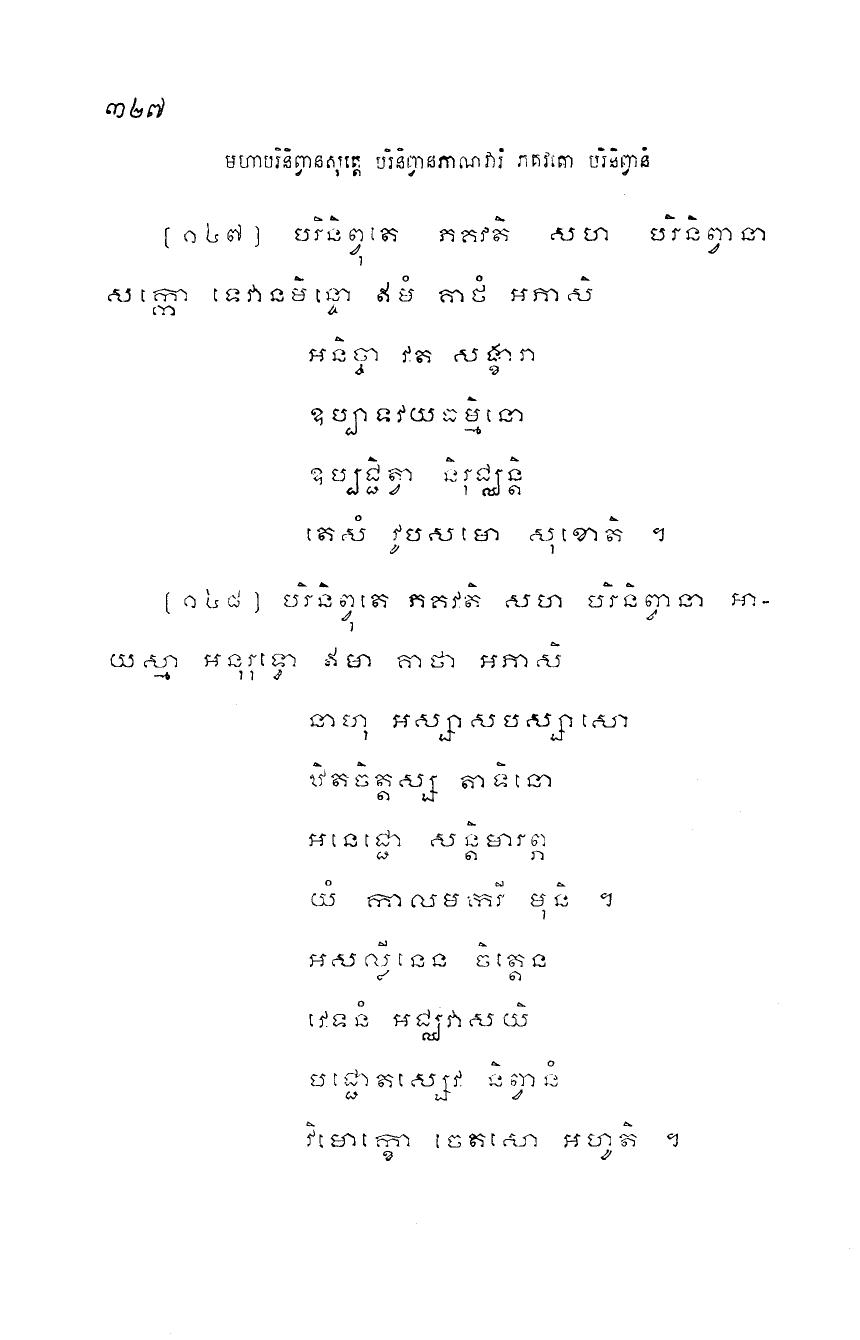 ៣២៧
មហាបរិនិព្វានសុត្តេ បរិនិព្វានភាណវារំ ភគវតោ បរិនិព្វានំ
[១៤៧] បរិនិព្វុតេ ភគវតិ សហ បរិនិព្វានា
សក្កោ ទេវានមិន្ទោ ឥមំ គាថំ អភាសិ
អនិច្ចា វត សង្ខារា
ឧប្បាទវយធម្មិនោ
ឧប្បជ្ជិត្វា និរុជ្ឈន្តិ
តេសំ វូបសមោ សុខោតិ ។
[១៤៨] បរិនិព្វុតេ ភគវតិ សហ បរិនិព្វានា អា-
យស្មា អនុរុទ្ធោ ឥមា គាថា អភាសិ
នាហុ អស្សាសបស្សាសោ
ឋិតចិត្តស្ស តាទិនោ
អនេជ្ជោ សន្តិមារព្ភ
យំ កាលមករី មុនិ ។
អសល្លីនេន ចិត្តេន
វេទនំ អជ្ឈវាសយិ
បជ្ជោតស្សេវ និព្វានំ
វិមោក្ខោ ចេតសោ អហូតិ ។